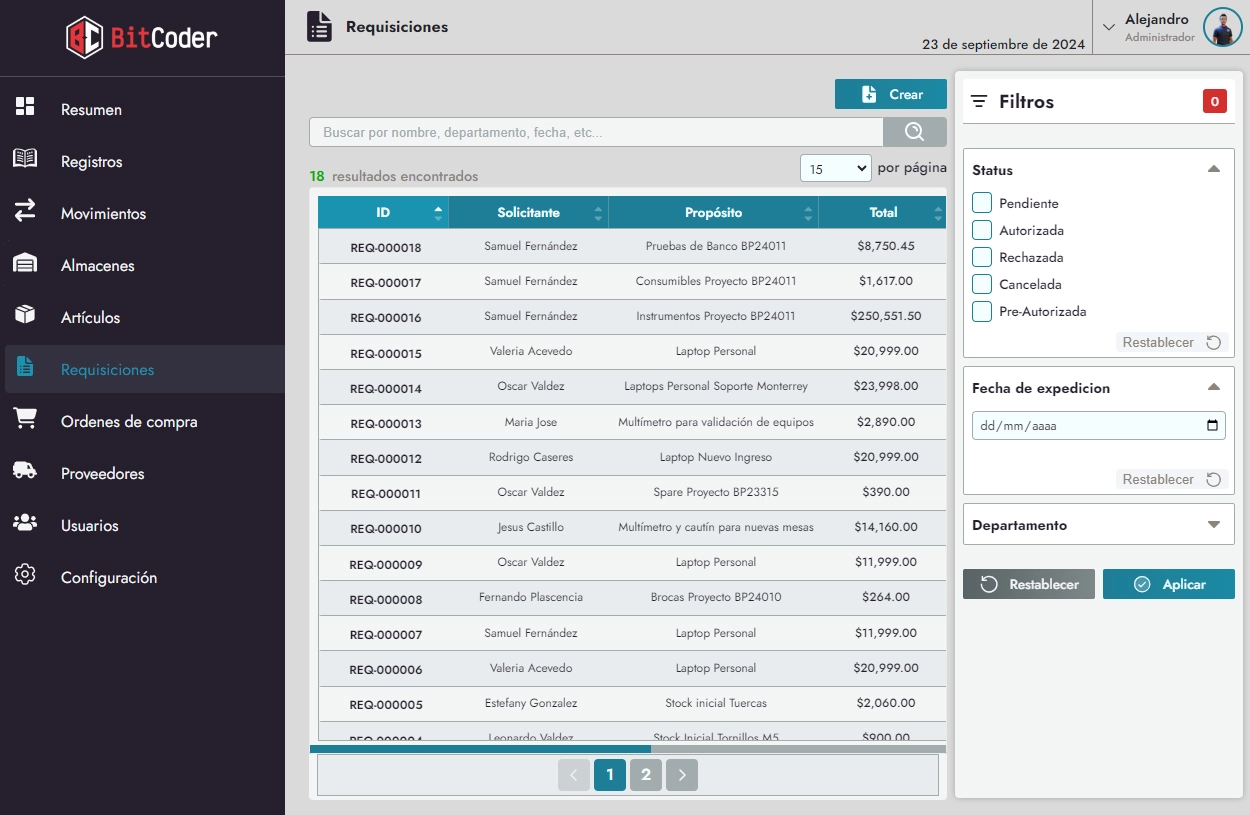 BitCoder
Resumen
Registros
Movimientos
Almacenes
Artículos
Requisiciones
Ordenes de compra
Proveedores
Usuarios
Configuración
Requisiciones
23 de septiembre de 2024
Alejandro
Administrador
Crear
Buscar por nombre, departamento, fecha, etc...
18 resultados encontrados
15 por página
ID Solicitante Propósito Total
REQ-000018 Samuel Fernández Pruebas de Banco BP24011 $8,750.45
REQ-000017 Samuel Fernández Consumibles Proyecto BP24011 $1,617.00
REQ-000016 Samuel Fernández Instrumentos Proyecto BP24011 $250,551.50
REQ-000015 Valeria Acevedo Laptop Personal $20,999.00
REQ-000014 Oscar Valdez Laptops Personal Soporte Monterrey $23,998.00
REQ-000013 Maria Jose Multímetro para validación de equipos $2,890.00
REQ-000012 Rodrigo Caseres Laptop Nuevo Ingreso $20,999.00
REQ-000011 Oscar Valdez Spare Proyecto BP23315 $390.00
REQ-000010 Jesus Castillo Multímetro y cautín para nuevas mesas $14,160.00
REQ-000009 Oscar Valdez Laptop Personal $11,999.00
REQ-000008 Fernando Plascencia Brocas Proyecto BP24010 $264.00
REQ-000007 Samuel Fernández Laptop Personal $11,999.00
REQ-000006 Valeria Acevedo Laptop Personal $20,999.00
REQ-000005 Estefany Gonzalez Stock inicial Tuercas $2,060.00
REQ-000004 Leonardo Valdez Stock Inicial Tornillos M5 $900.00
1 2
Filtros 0
Status
Pendiente
Autorizada
Rechazada
Cancelada
Pre-Autorizada
Restablecer
Fecha de expedicion
dd/mm/aaaa
Restablecer
Departamento
Restablecer Aplicar